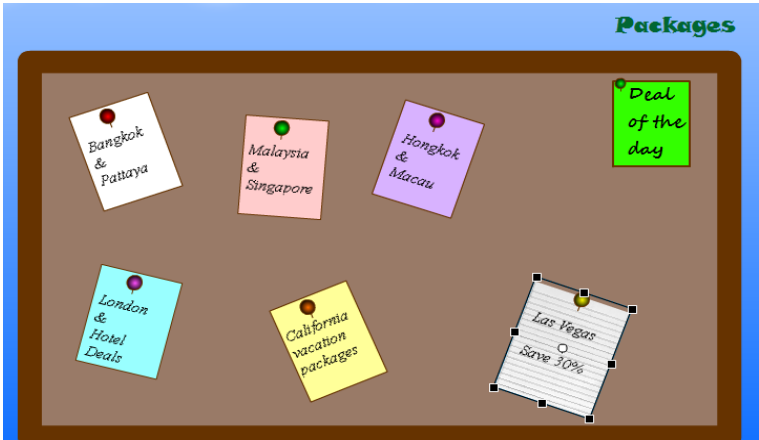 Packages
Bangkok
&
Pattaya
Malaysia
&
Singapore
Hongkok
&
Macau
Deal
of the
day
London
&
Hotel
Deals
California
vacation
packages
Las Vegas
Save 30%